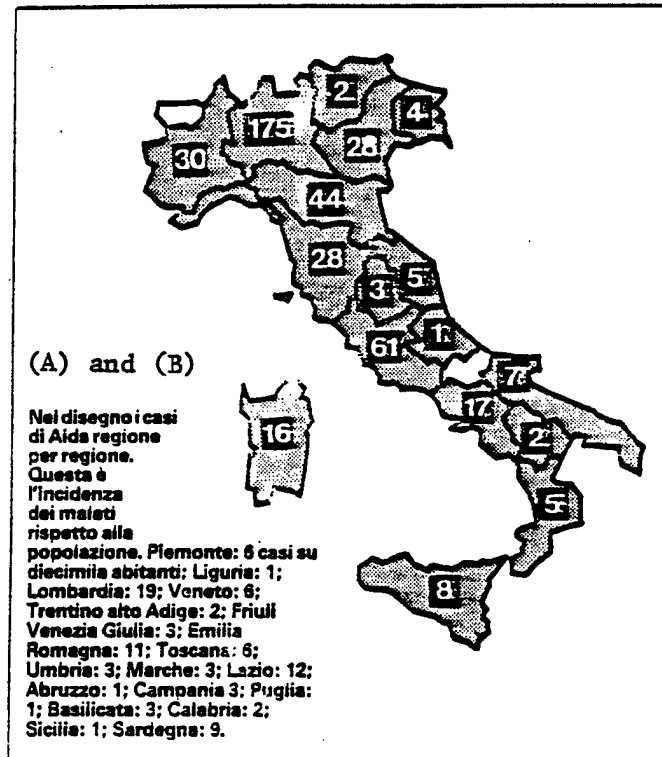 2
4
175
28
30
44
28
5
3
1
61
7
17
16
2
5
8
(A) and (B)
Nel disegno i casi
di Aids regione
per regione.
Questa è
l'incidenza
dei malati
rispetto alla
popolazione. Piemonte: 6 casi su
diecimila abitanti; Liguria: 1;
Lombardia: 19; Veneto: 6;
Trentino alto Adige: 2; Friuli
Venezia Giulia: 3; Emilia
Romagna: 11; Toscana: 6;
Umbria: 3; Marche: 3; Lazio: 12;
Abruzzo: 1; Campania 3; Puglia:
1; Basilicata: 3; Calabria: 2;
Sicilia: 1; Sardegna: 9.